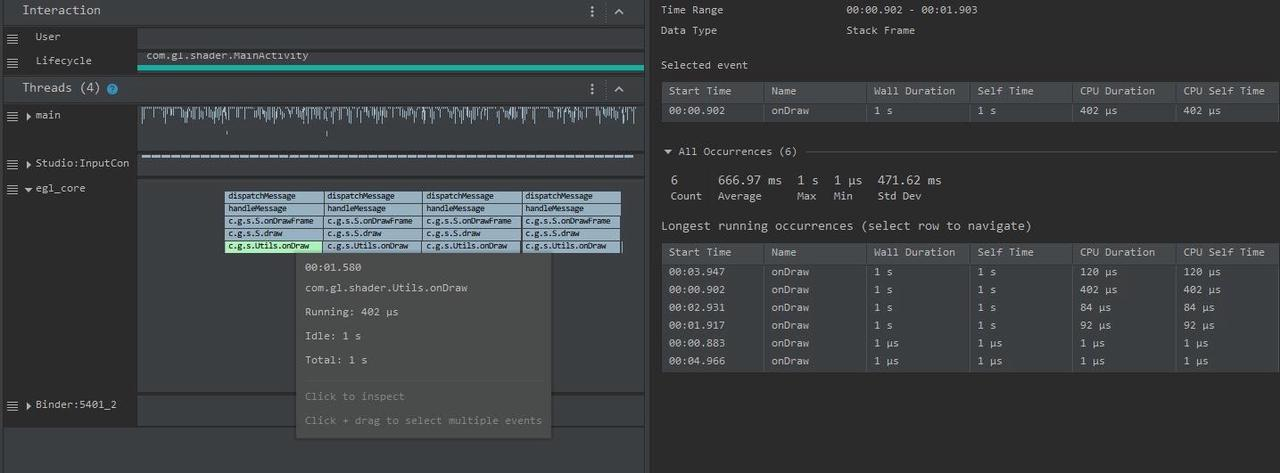 Interaction
User
Lifecycle
com.gl.shader.MainActivity
Threads (4) ?
main
Studio:InputCon
egl_core
dispatchMessage dispatchMessage dispatchMessage dispatchMessage
handleMessage handleMessage handleMessage handleMessage
c.g.s.S.onDrawFrame c.g.s.S.onDrawFrame c.g.s.S.onDrawFrame c.g.s.S.onDrawFrame
c.g.s.S.draw c.g.s.S.draw c.g.s.S.draw c.g.s.S.draw
c.g.s.Utils.onDraw c.g.s.Utils.onDraw c.g.s.Utils.onDraw c.g.s.Utils.onDraw
00:01.580
com.gl.shader.Utils.onDraw
Running: 402 μs
Idle: 1 s
Total: 1 s
Click to inspect
Click + drag to select multiple events
Binder:5401_2
Time Range 00:00.902 - 00:01.903
Data Type Stack Frame
Selected event
Start Time Name Wall Duration Self Time CPU Duration CPU Self Time
00:00.902 onDraw 1 s 1 s 402 μs 402 μs
All Occurrences (6)
6 666.97 ms 1 s 1 μs 471.62 ms
Count Average Max Min Std Dev
Longest running occurrences (select row to navigate)
Start Time Name Wall Duration Self Time CPU Duration CPU Self Time
00:03.947 onDraw 1 s 1 s 120 μs 120 μs
00:00.902 onDraw 1 s 1 s 402 μs 402 μs
00:02.931 onDraw 1 s 1 s 84 μs 84 μs
00:01.917 onDraw 1 s 1 s 92 μs 92 μs
00:00.883 onDraw 1 μs 1 μs 1 μs 1 μs
00:04.966 onDraw 1 μs 1 μs 1 μs 1 μs